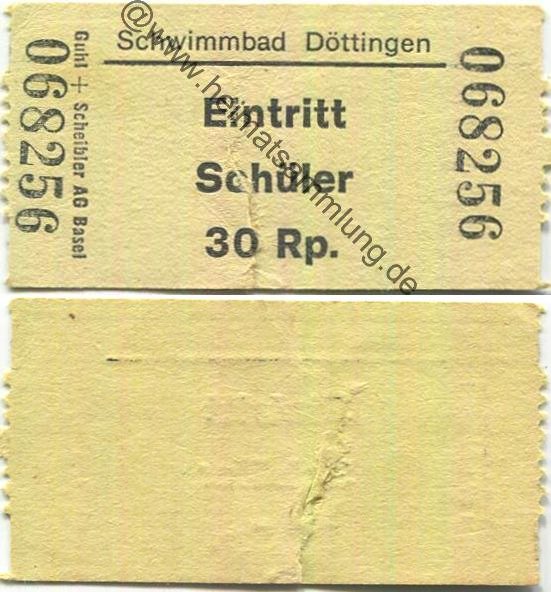 068256
Guhl + Scheibler AG Basel
Schwimmbad Döttingen
Eintritt
Schüler
30 Rp.
068256
@www.heimatsammlung.de